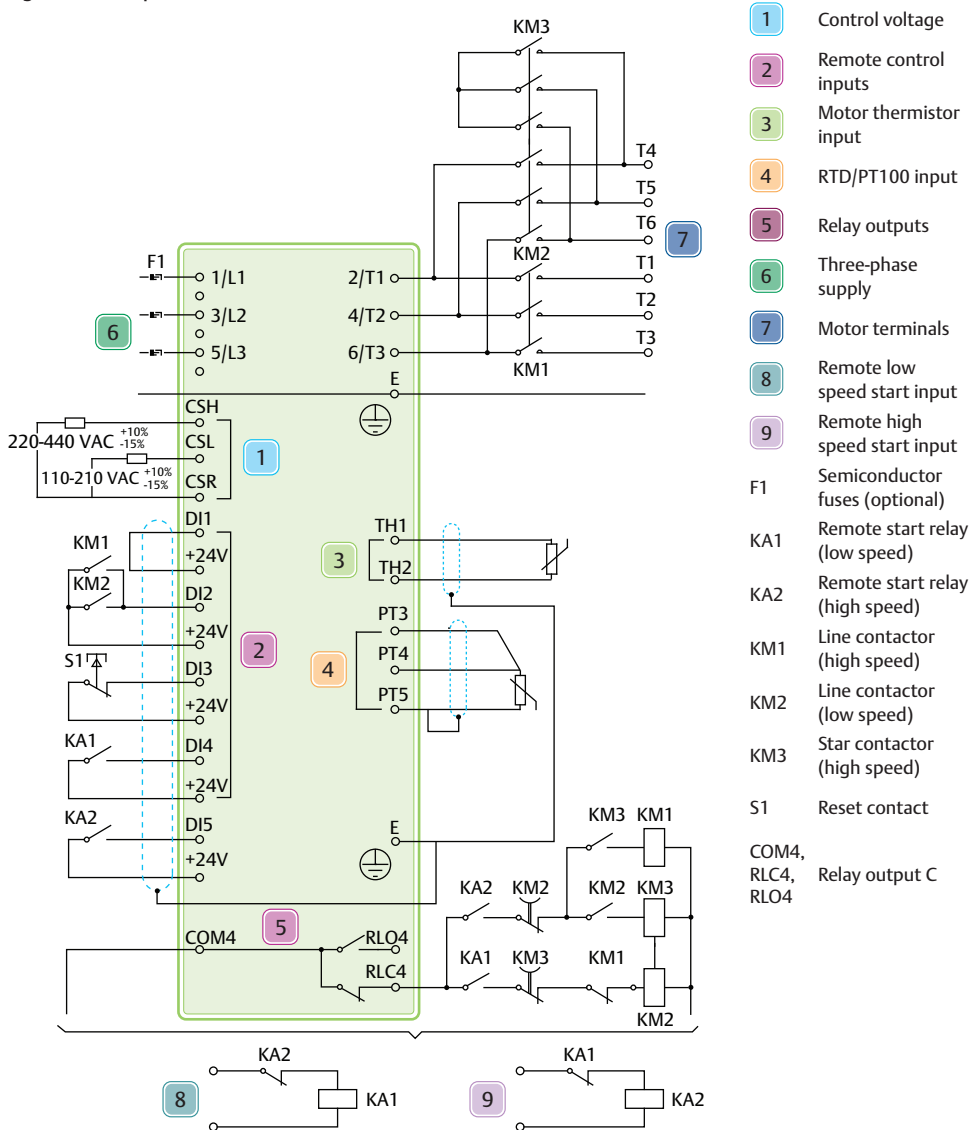 KM3
T4
T5
T6
7
KM2
T1
T2
T3
KM1
F1
1/L1
2/T1
3/L2
4/T2
6
5/L3
6/T3
E
CSH
220-440 VAC +10% -15%
CSL
1
110-210 VAC +10% -15%
CSR
DI1
KM1
+24V
KM2
DI2
+24V
2
S1
DI3
+24V
KA1
DI4
+24V
KA2
DI5
+24V
TH1
3
TH2
PT3
PT4
4
PT5
E
KM3 KM1
KA2 KM2 KM2 KM3
5
COM4
RLO4
RLC4
KA1 KM3 KM1
KM2
KA2
8
KA1
KA1
9
KA2
1 Control voltage
2 Remote control
inputs
3 Motor thermistor
input
4 RTD/PT100 input
5 Relay outputs
6 Three-phase
supply
7 Motor terminals
8 Remote low
speed start input
9 Remote high
speed start input
F1 Semiconductor
fuses (optional)
KA1 Remote start relay
(low speed)
KA2 Remote start relay
(high speed)
KM1 Line contactor
(high speed)
KM2 Line contactor
(low speed)
KM3 Star contactor
(high speed)
S1 Reset contact
COM4,
RLC4, Relay output C
RLO4